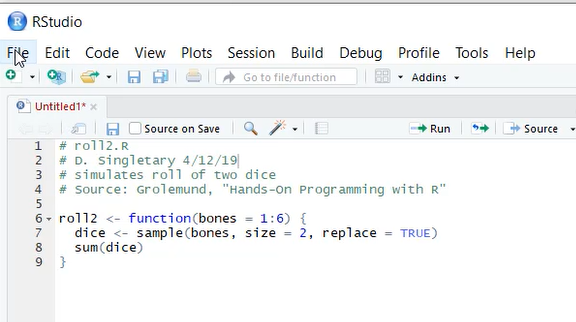 RStudio
File Edit Code View Plots Session Build Debug Profile Tools Help
Go to file/function Addins
Untitled1*
Source on Save Run Source
1 # roll2.R
2 # D. Singletary 4/12/19
3 # simulates roll of two dice
4 # Source: Grolemund, "Hands-On Programming with R"
5
6 roll2 <- function(bones = 1:6) {
7 dice <- sample(bones, size = 2, replace = TRUE)
8 sum(dice)
9 }